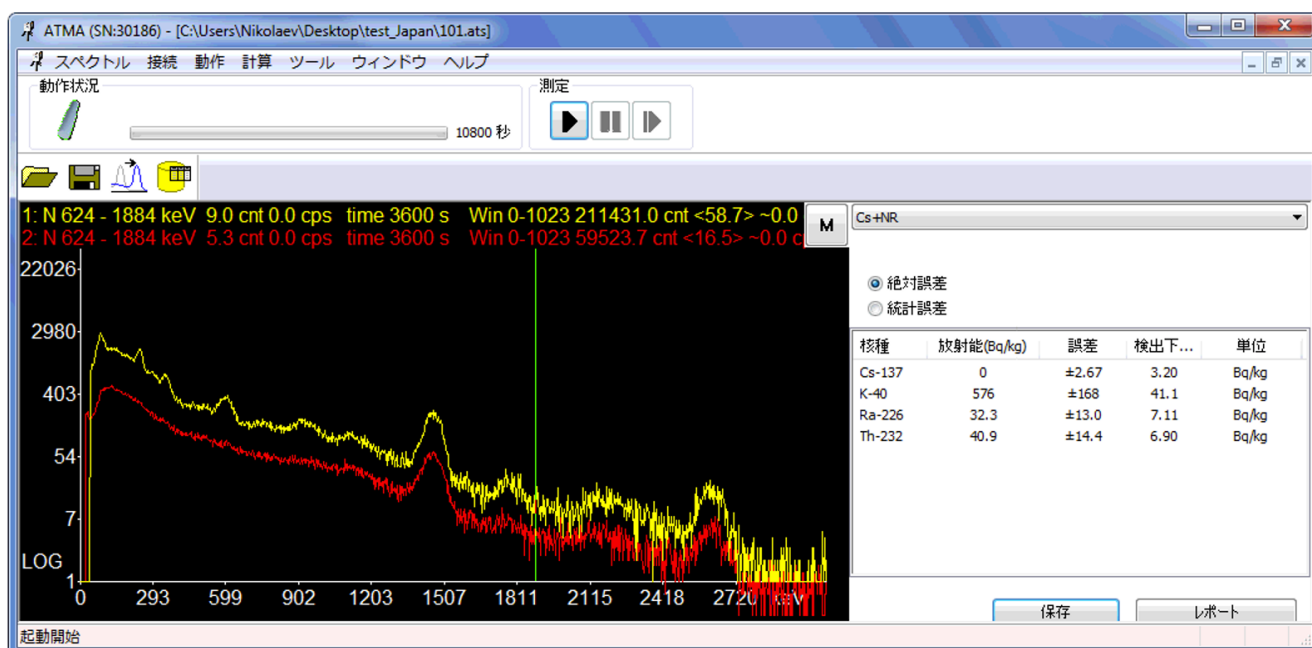 ATMA (SN:30186) - [C:\Users\Nikolaev\Desktop\test_Japan\101.ats]
スペクトル 接続 動作 計算 ツール ウィンドウ ヘルプ
動作状況
10800 秒
測定
1: N 624 - 1884 keV 9.0 cnt 0.0 cps time 3600 s Win 0-1023 211431.0 cnt <58.7> ~0.0
2: N 624 - 1884 keV 5.3 cnt 0.0 cps time 3600 s Win 0-1023 59523.7 cnt <16.5> ~0.0 c
M
22026
2980
403
54
7
LOG
1
0 293 599 902 1203 1507 1811 2115 2418 2720 keV
Cs+NR
絶対誤差
統計誤差
核種 放射能(Bq/kg) 誤差 検出下... 単位
Cs-137 0 ±2.67 3.20 Bq/kg
K-40 576 ±168 41.1 Bq/kg
Ra-226 32.3 ±13.0 7.11 Bq/kg
Th-232 40.9 ±14.4 6.90 Bq/kg
保存 レポート
起動開始